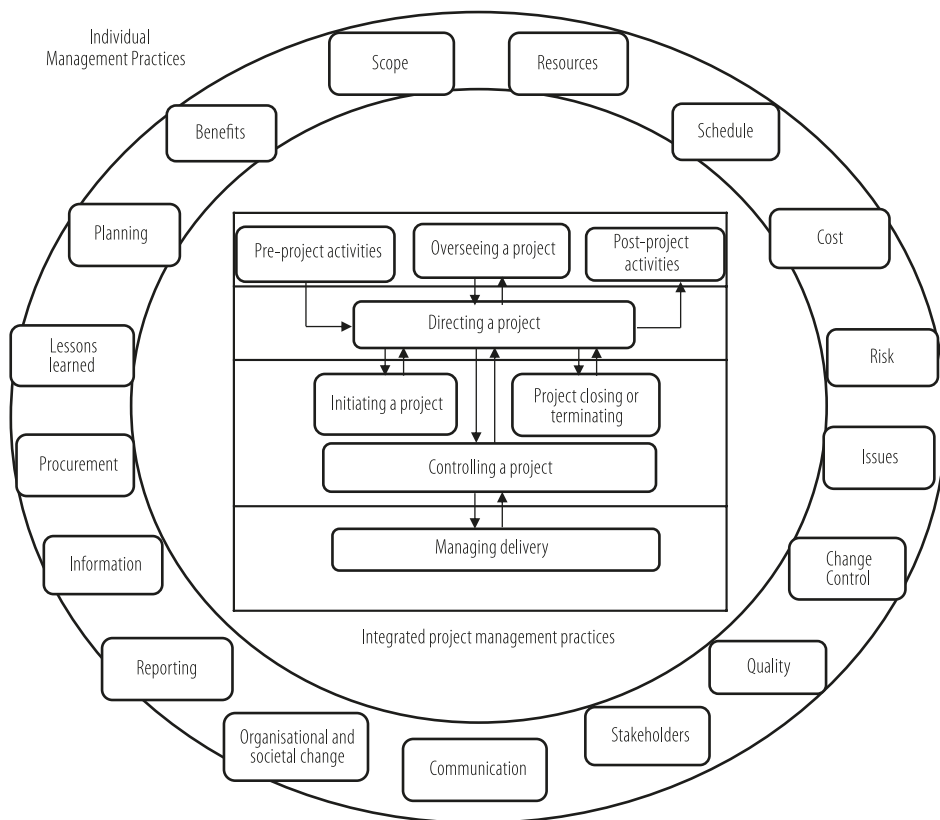 Individual
Management Practices
Scope
Resources
Benefits
Schedule
Planning
Cost
Pre-project activities
Overseeing a project
Post-project
activities
Directing a project
Lessons
learned
Risk
Initiating a project
Project closing or
terminating
Procurement
Controlling a project
Issues
Information
Managing delivery
Change
Control
Integrated project management practices
Reporting
Quality
Organisational and
societal change
Communication
Stakeholders